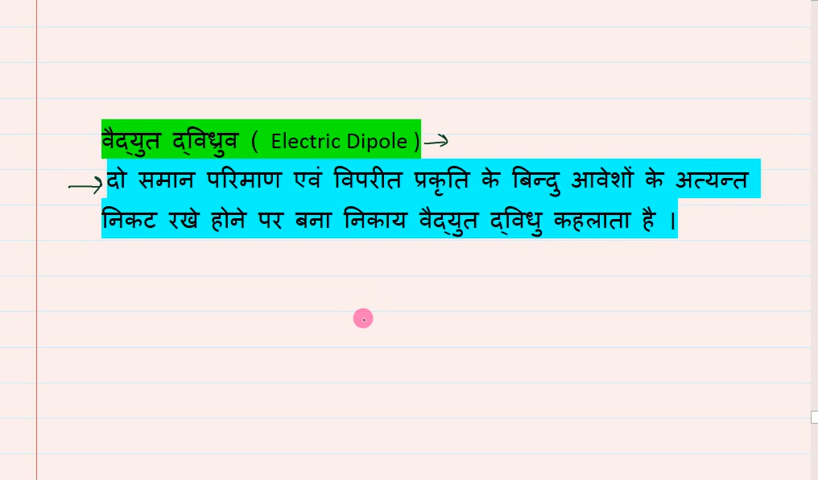 वैद्‌युत द्‌विध्रुव ( Electric Dipole ) →
→ दो समान परिमाण एवं विपरीत प्रकृति के बिन्दु आवेशों के अत्यन्त
निकट रखे होने पर बना निकाय वैद्‌युत द्‌विधु कहलाता है ।